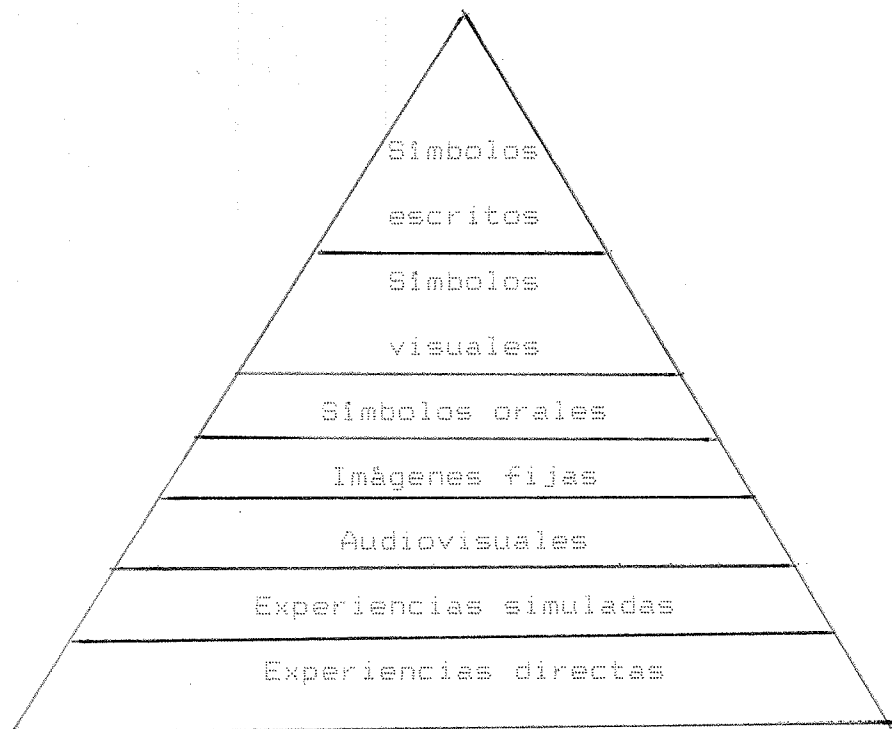 Símbolos
escritos
Símbolos
visuales
Símbolos orales
Imágenes fijas
Audiovisuales
Experiencias simuladas
Experiencias directas